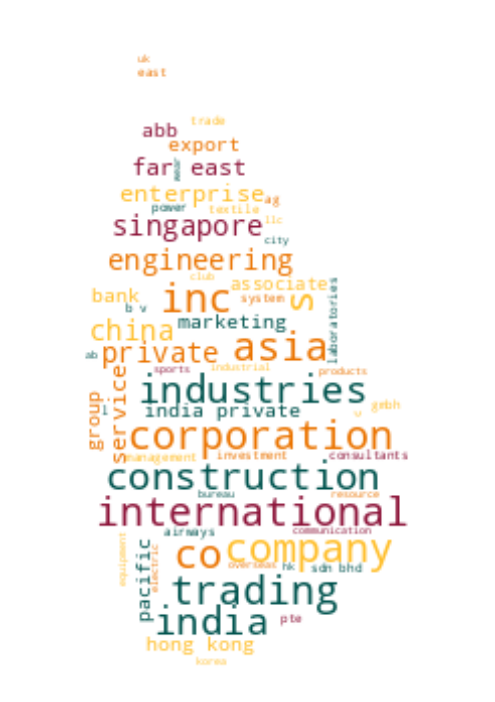 uk
east
trade
abb
export
far east
wear
enterprise ag
power textile
singapore llc
city
engineering
club
associate
bank inc system s
b v
laboratories
china marketing
ab private asia
sports industrial products
industries
group l india private gmbh
service v
corporation
management investment consultants
construction
bureau resource
international
airways communication
equipment pacific electric co company
overseas hk sdn bhd
trading
india pte
hong kong
korea